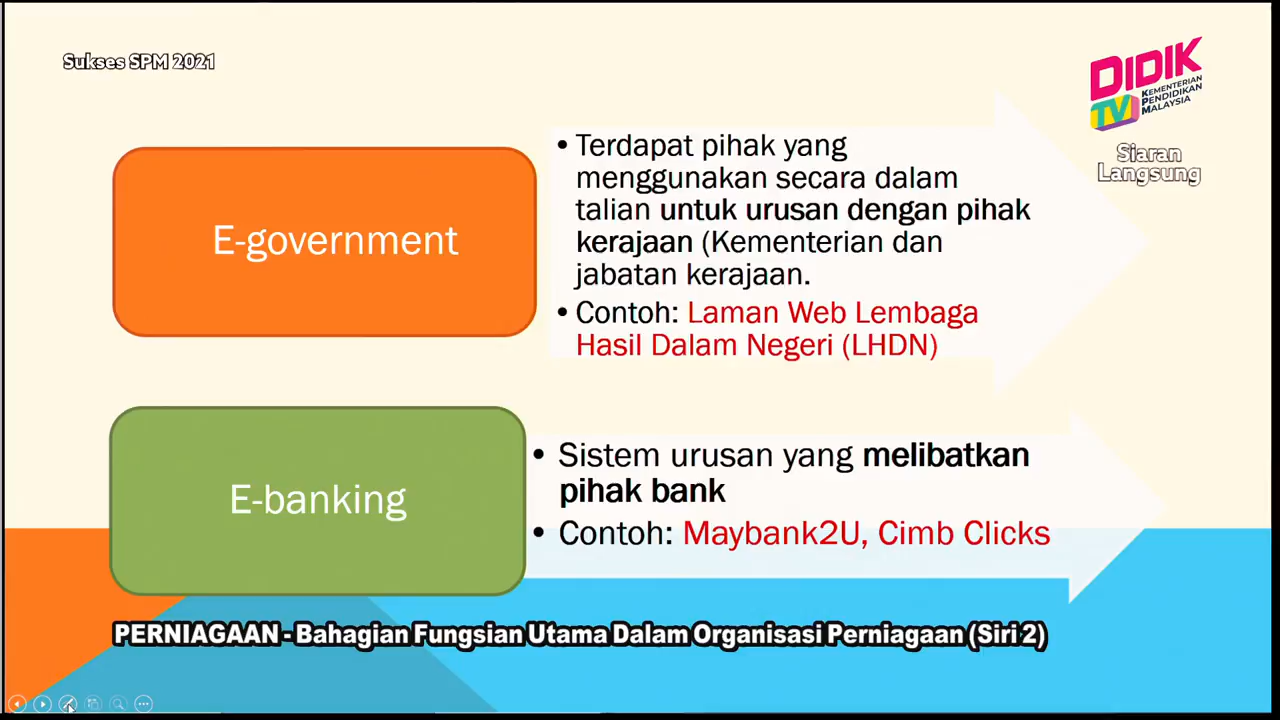 Sukses SPM 2021
DIDIK
TV
KEMENTERIAN
PENDIDIKAN
MALAYSIA
Siaran
Langsung
E-government
• Terdapat pihak yang
menggunakan secara dalam
talian untuk urusan dengan pihak
kerajaan (Kementerian dan
jabatan kerajaan.
• Contoh: Laman Web Lembaga
Hasil Dalam Negeri (LHDN)
E-banking
• Sistem urusan yang melibatkan
pihak bank
• Contoh: Maybank2U, Cimb Clicks
PERNIAGAAN - Bahagian Fungsian Utama Dalam Organisasi Perniagaan (Siri 2)